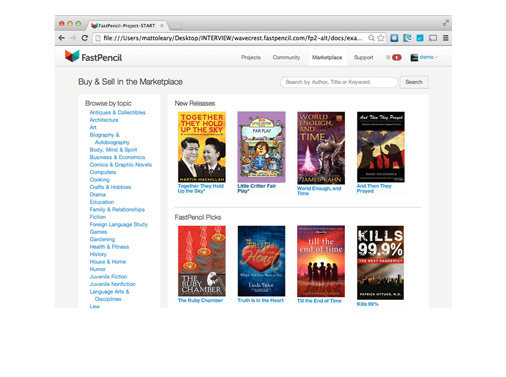 FastPencil-Project-START
file:///Users/mattoleary/Desktop/INTERVIEW/wavecrest.fastpencil.com/fp2-alt/docs/exa...
FastPencil
Projects Community Marketplace Support 1 demo
Buy & Sell in the Marketplace
Search by Author, Title or Keyword Search
Browse by topic
Antiques & Collectibles
Architecture
Art
Biography &
Autobiography
Body, Mind & Spirit
Business & Economics
Comics & Graphic Novels
Computers
Cooking
Crafts & Hobbies
Drama
Education
Family & Relationships
Fiction
Foreign Language Study
Games
Gardening
Health & Fitness
History
House & Home
Humor
Juvenile Fiction
Juvenile Nonfiction
Language Arts &
Disciplines
Law
New Releases
TOGETHER
THEY HOLD
UP THE SKY
MARTIN MACMILLAN
FAIR PLAY
WORLD
ENOUGH,
AND
TIME
JAMES KAHN
And Then They Prayed
Together They Hold
Up the Sky*
Little Critter Fair
Play*
World Enough, and
Time
And Then They
Prayed
FastPencil Picks
THE RUBY
CHAMBER
TRUTH
Heart
Linda Taylor
till the
end of time
KILLS
99.9%
THE NEXT PANDEMIC?
PATRICK OTTUSO, M.D.
The Ruby Chamber
Truth is in the Heart
Till the End of Time
Kills 99%